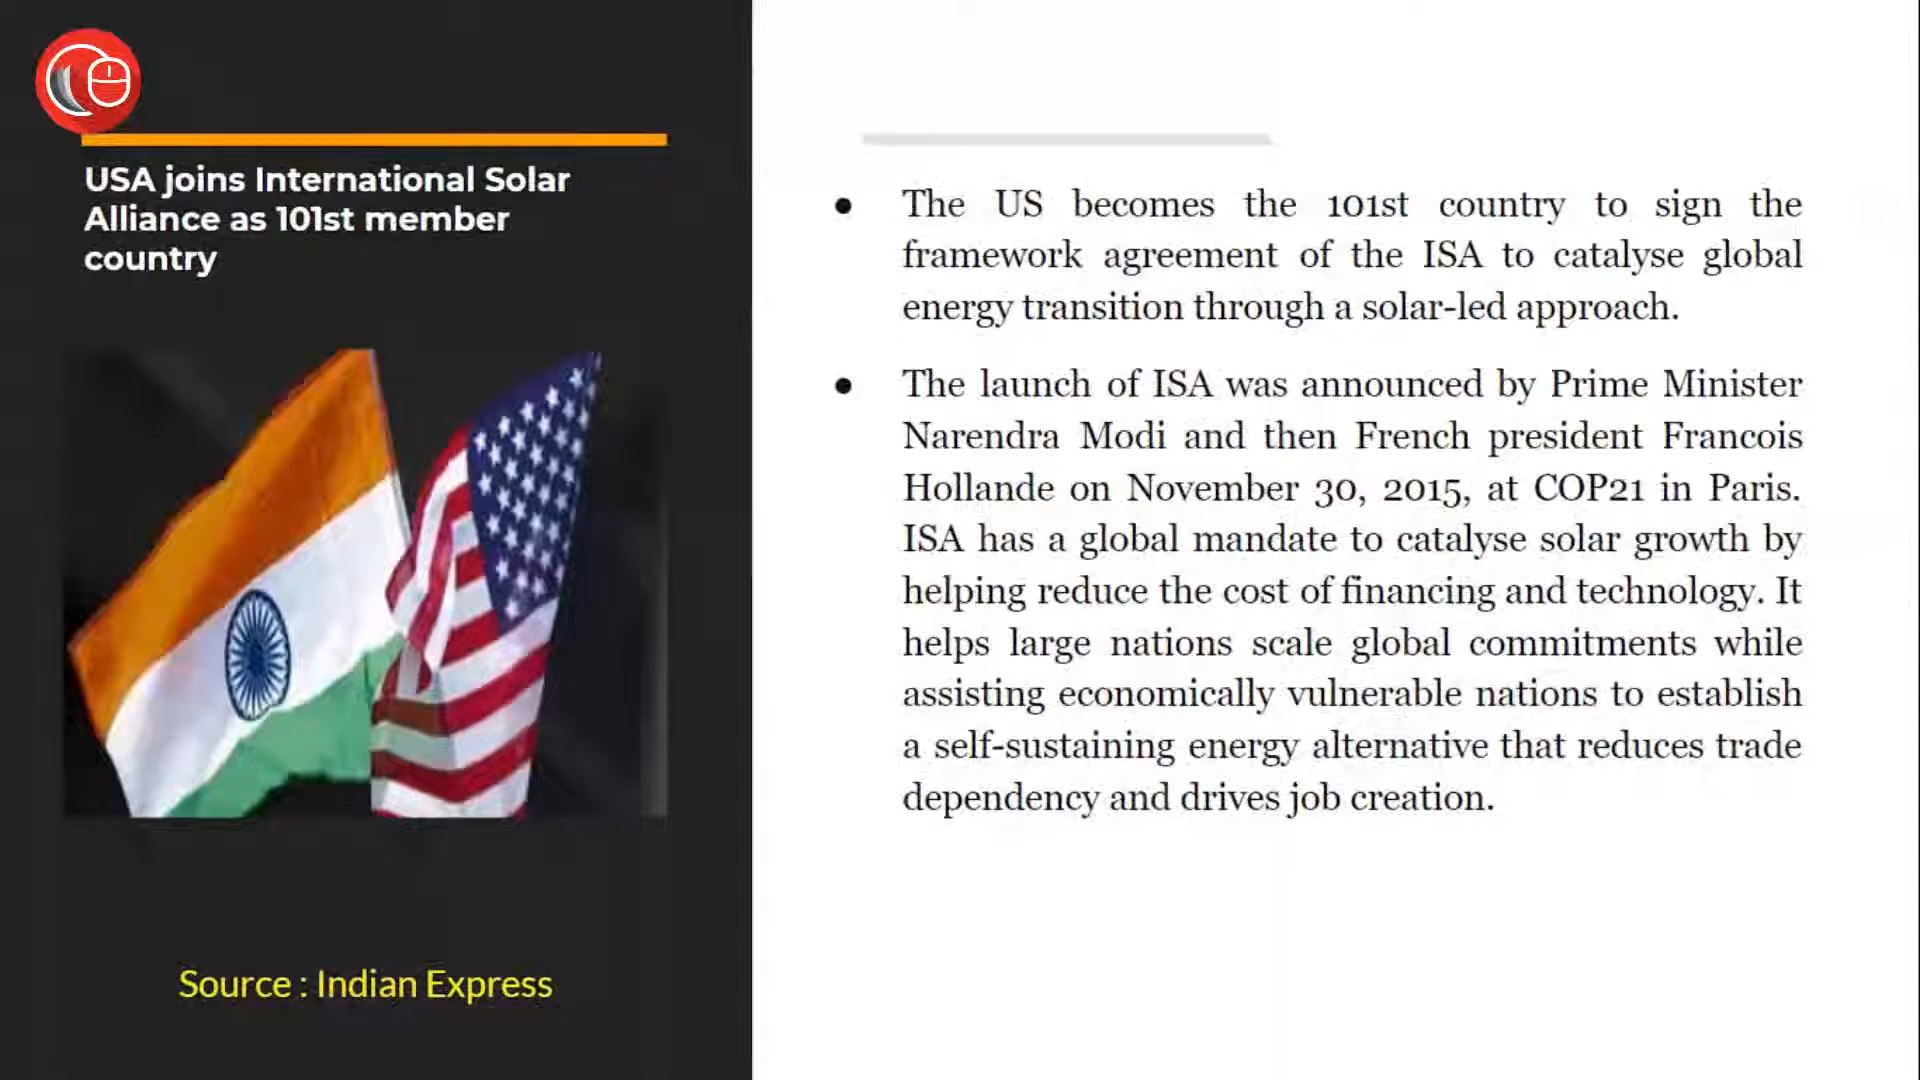 USA joins International Solar
Alliance as 101st member
country
Source : Indian Express
● The US becomes the 101st country to sign the
framework agreement of the ISA to catalyse global
energy transition through a solar-led approach.
● The launch of ISA was announced by Prime Minister
Narendra Modi and then French president Francois
Hollande on November 30, 2015, at COP21 in Paris.
ISA has a global mandate to catalyse solar growth by
helping reduce the cost of financing and technology. It
helps large nations scale global commitments while
assisting economically vulnerable nations to establish
a self-sustaining energy alternative that reduces trade
dependency and drives job creation.